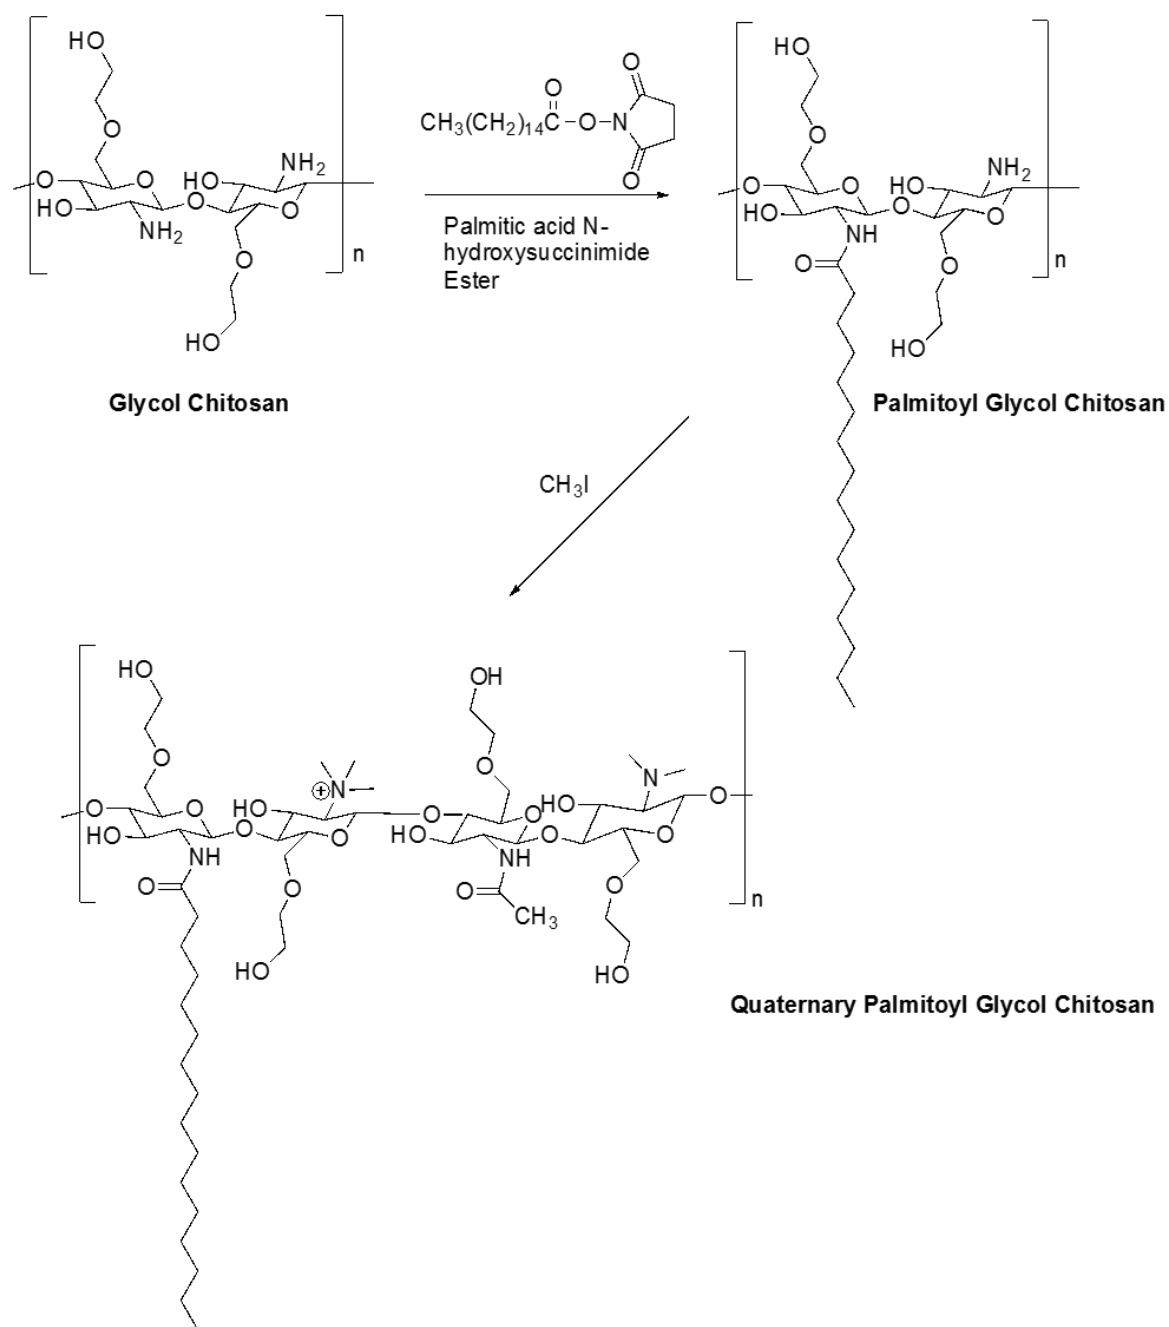 HO
HO
O
O
O
CH3(CH2)14C-O-N
O
O
NH2
NH2
O
O
HO
O
O
O
HO
O
HO
O
HO
O
O
HO
NH2
Palmitic acid N-
NH
O
n
hydroxysuccinimide
O
n
O
O
Ester
HO
HO
Glycol Chitosan
Palmitoyl Glycol Chitosan
CH3I
HO
OH
O
O
N
⊕N
O
O
HO
O
O
HO
O
HO
O
O
HO
O
O
NH
NH
O
O
O
O
n
CH3
HO
HO
Quaternary Palmitoyl Glycol Chitosan